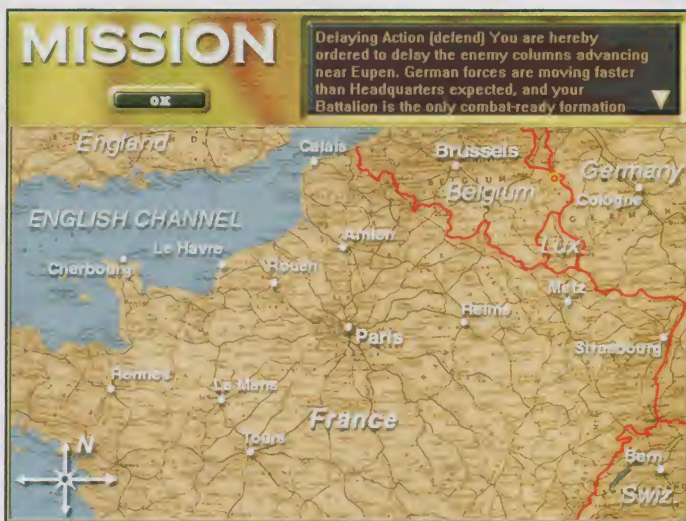 MISSION
OK
Delaying Action (defend) You are hereby
ordered to delay the enemy columns advancing
near Eupen. German forces are moving faster
than Headquarters expected, and your
Battalion is the only combat-ready formation
England
Calais
Brussels
Germany
Belgium
Cologne
ENGLISH CHANNEL
Le Havre
Amien
Lux.
Cherbourg
Rouen
Metz
Reims
Paris
Strasbourg
Rennes
Le Mans
France
Tours
N
Bern
Swiz.